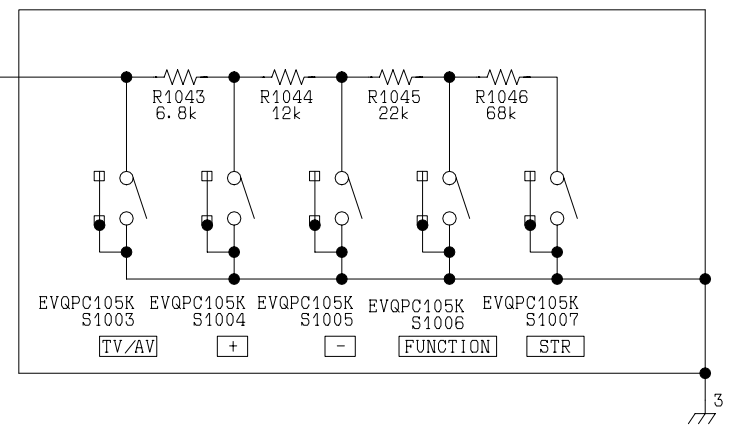 R1043 R1044 R1045 R1046
6.8k 12k 22k 68k
EVQPC105K EVQPC105K EVQPC105K EVQPC105K EVQPC105K
S1003 S1004 S1005 S1006 S1007
TV/AV + - FUNCTION STR
3